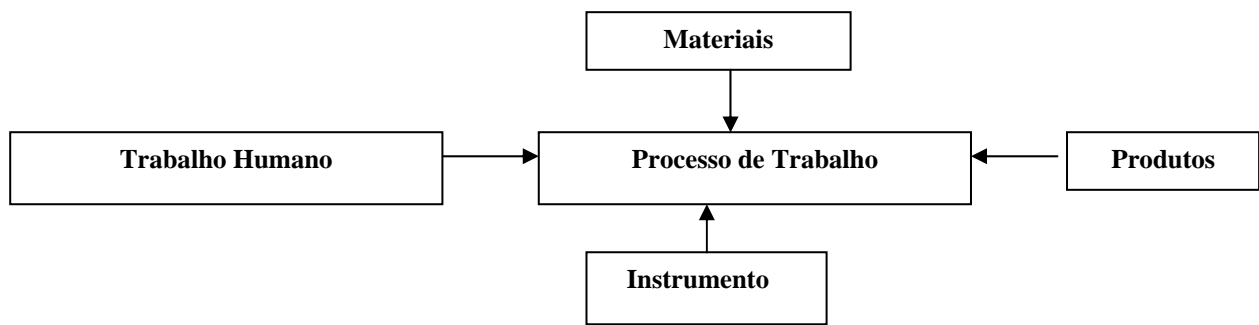 Materiais
Trabalho Humano
Processo de Trabalho
Produtos
Instrumento